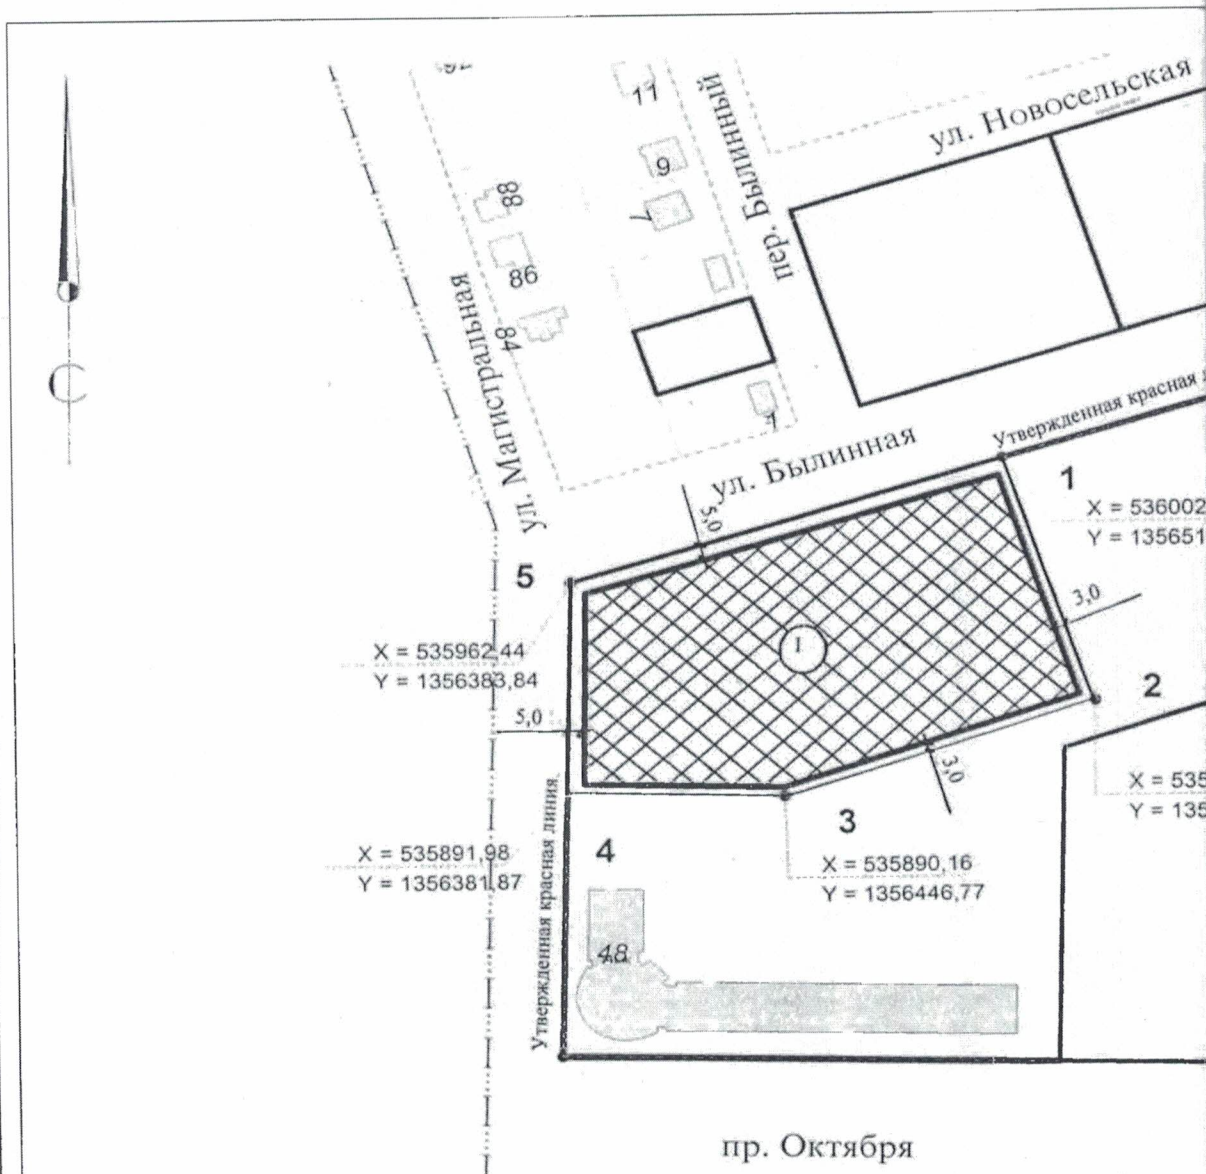 11
ул. Новосельская
пер. Былинный
9
88
7
86
ул. Магистральная
84
1
Утвержденная красная
ул. Былинная
1
X = 536002
Y = 135651
5,0
5
3,0
I
X = 535962,44
Y = 1356383,84
2
5,0
3,0
X = 535
Y = 135
3
4
X = 535891,98
Y = 1356381,87
X = 535890,16
Y = 1356446,77
Утвержденная красная линия
48
С
пр. Октября